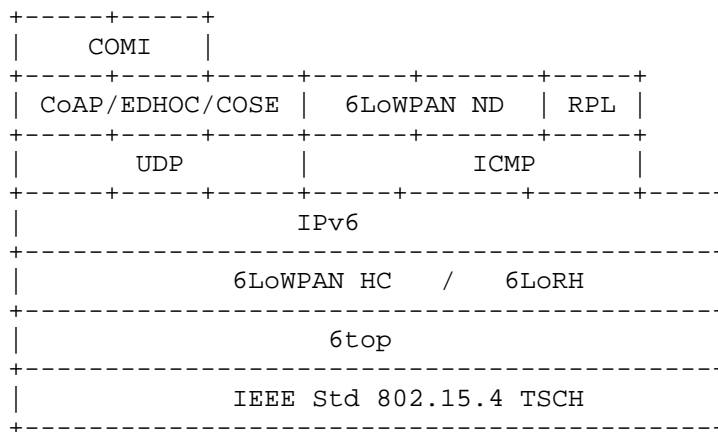 +-----+-----+
|    COMI   |
+-----+-----+-----+------+-------+-----+
| CoAP/EDHOC/COSE |  6LoWPAN ND  | RPL |
+-----+-----+-----+------+-------+-----+
|       UDP       |          ICMP      |
+-----+-----+-----+-----+-------+------+-----
|                 IPv6
+--------------------------------------------
|             6LoWPAN HC   /   6LoRH
+--------------------------------------------
|                   6top
+--------------------------------------------
|             IEEE Std 802.15.4 TSCH
+--------------------------------------------